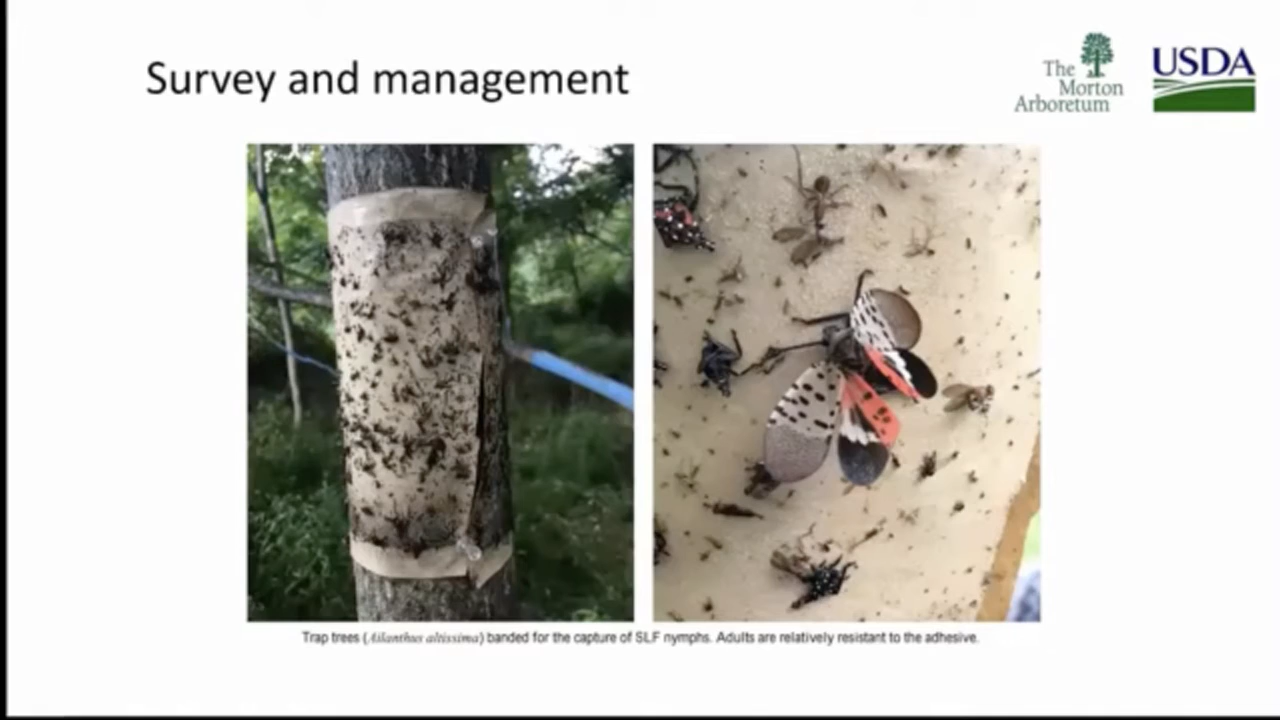 Survey and management
The
Morton
Arboretum
USDA
Trap trees (Ailanthus altissima) banded for the capture of SLF nymphs. Adults are relatively resistant to the adhesive.